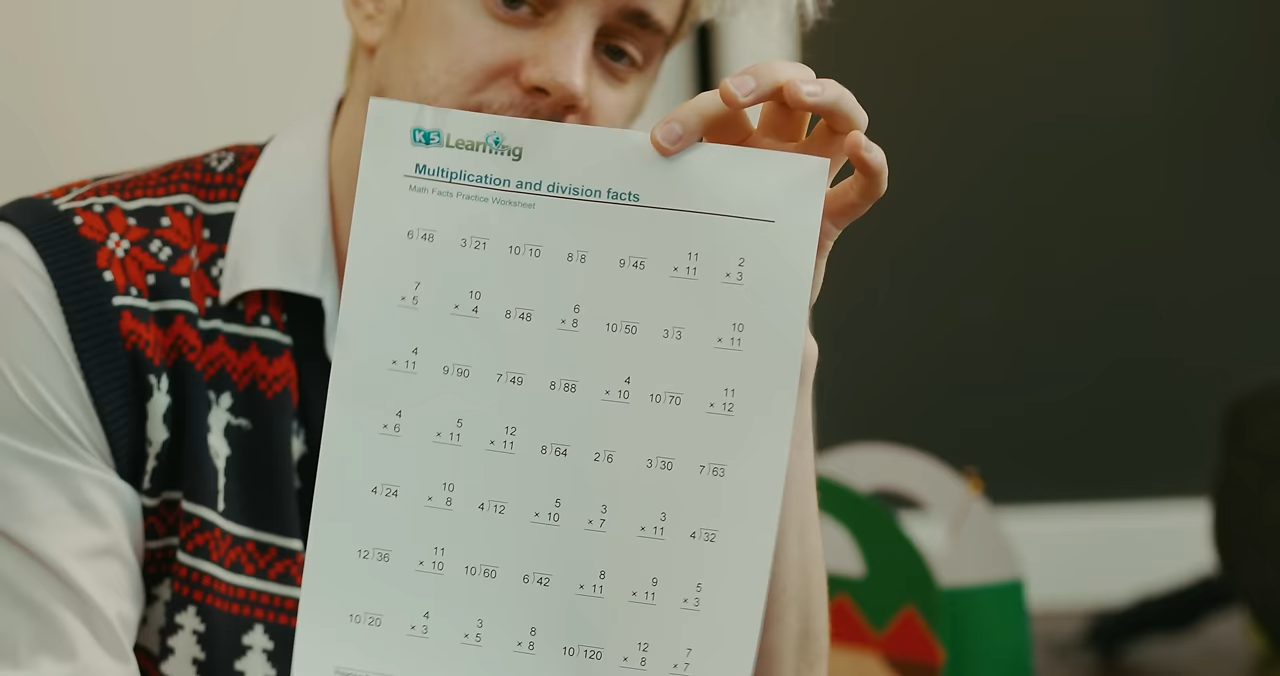 K5 Learning
Multiplication and division facts
Math Facts Practice Worksheet
6)48 3)21 10)10 8)8 9)45 11 × 11 2 × 3
7 × 5 10 × 4 8)48 6 × 8 10)50 3)3 10 × 11
4 × 11 9)90 7)49 8)88 4 × 10 10)70 11 × 12
4 × 6 5 × 11 12 × 11 8)64 2)6 3)30 7)63
4)24 10 × 8 4)12 5 × 10 3 × 7 3 × 11 4)32
12)36 11 × 10 10)60 6)42 8 × 11 9 × 11 5 × 3
10)20 4 × 3 3 × 5 8 × 8 10)120 12 × 8 7 × 7